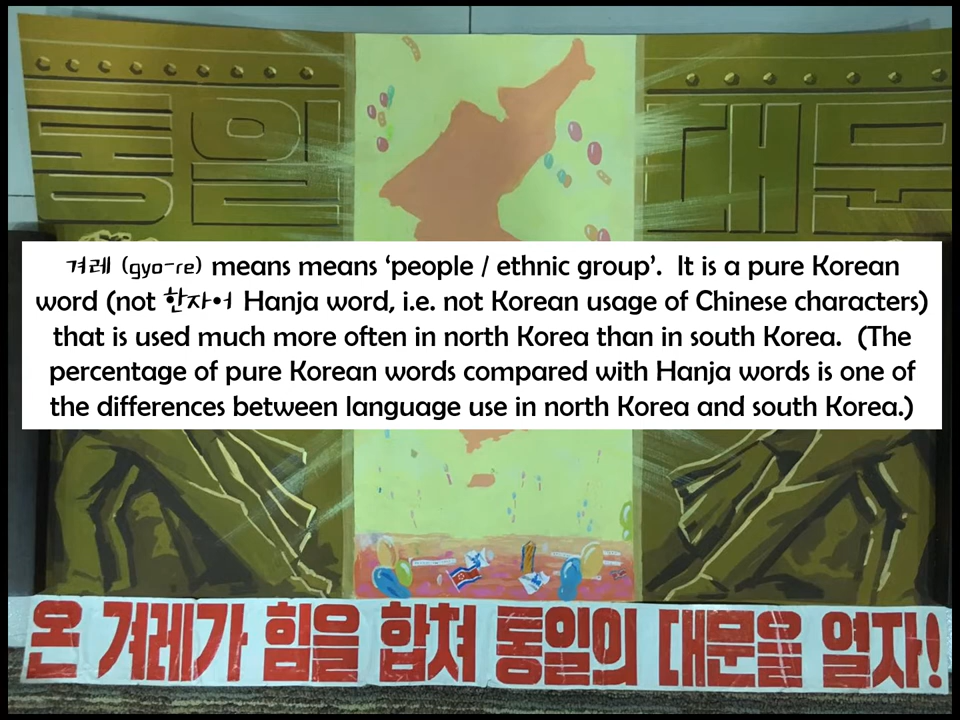 통일 대문
겨레 (gyo-re) means means ‘people / ethnic group’. It is a pure Korean
word (not 한자어 Hanja word, i.e. not Korean usage of Chinese characters)
that is used much more often in north Korea than in south Korea. (The
percentage of pure Korean words compared with Hanja words is one of
the differences between language use in north Korea and south Korea.)
온 겨레가 힘을 합쳐 통일의 대문을 열자!